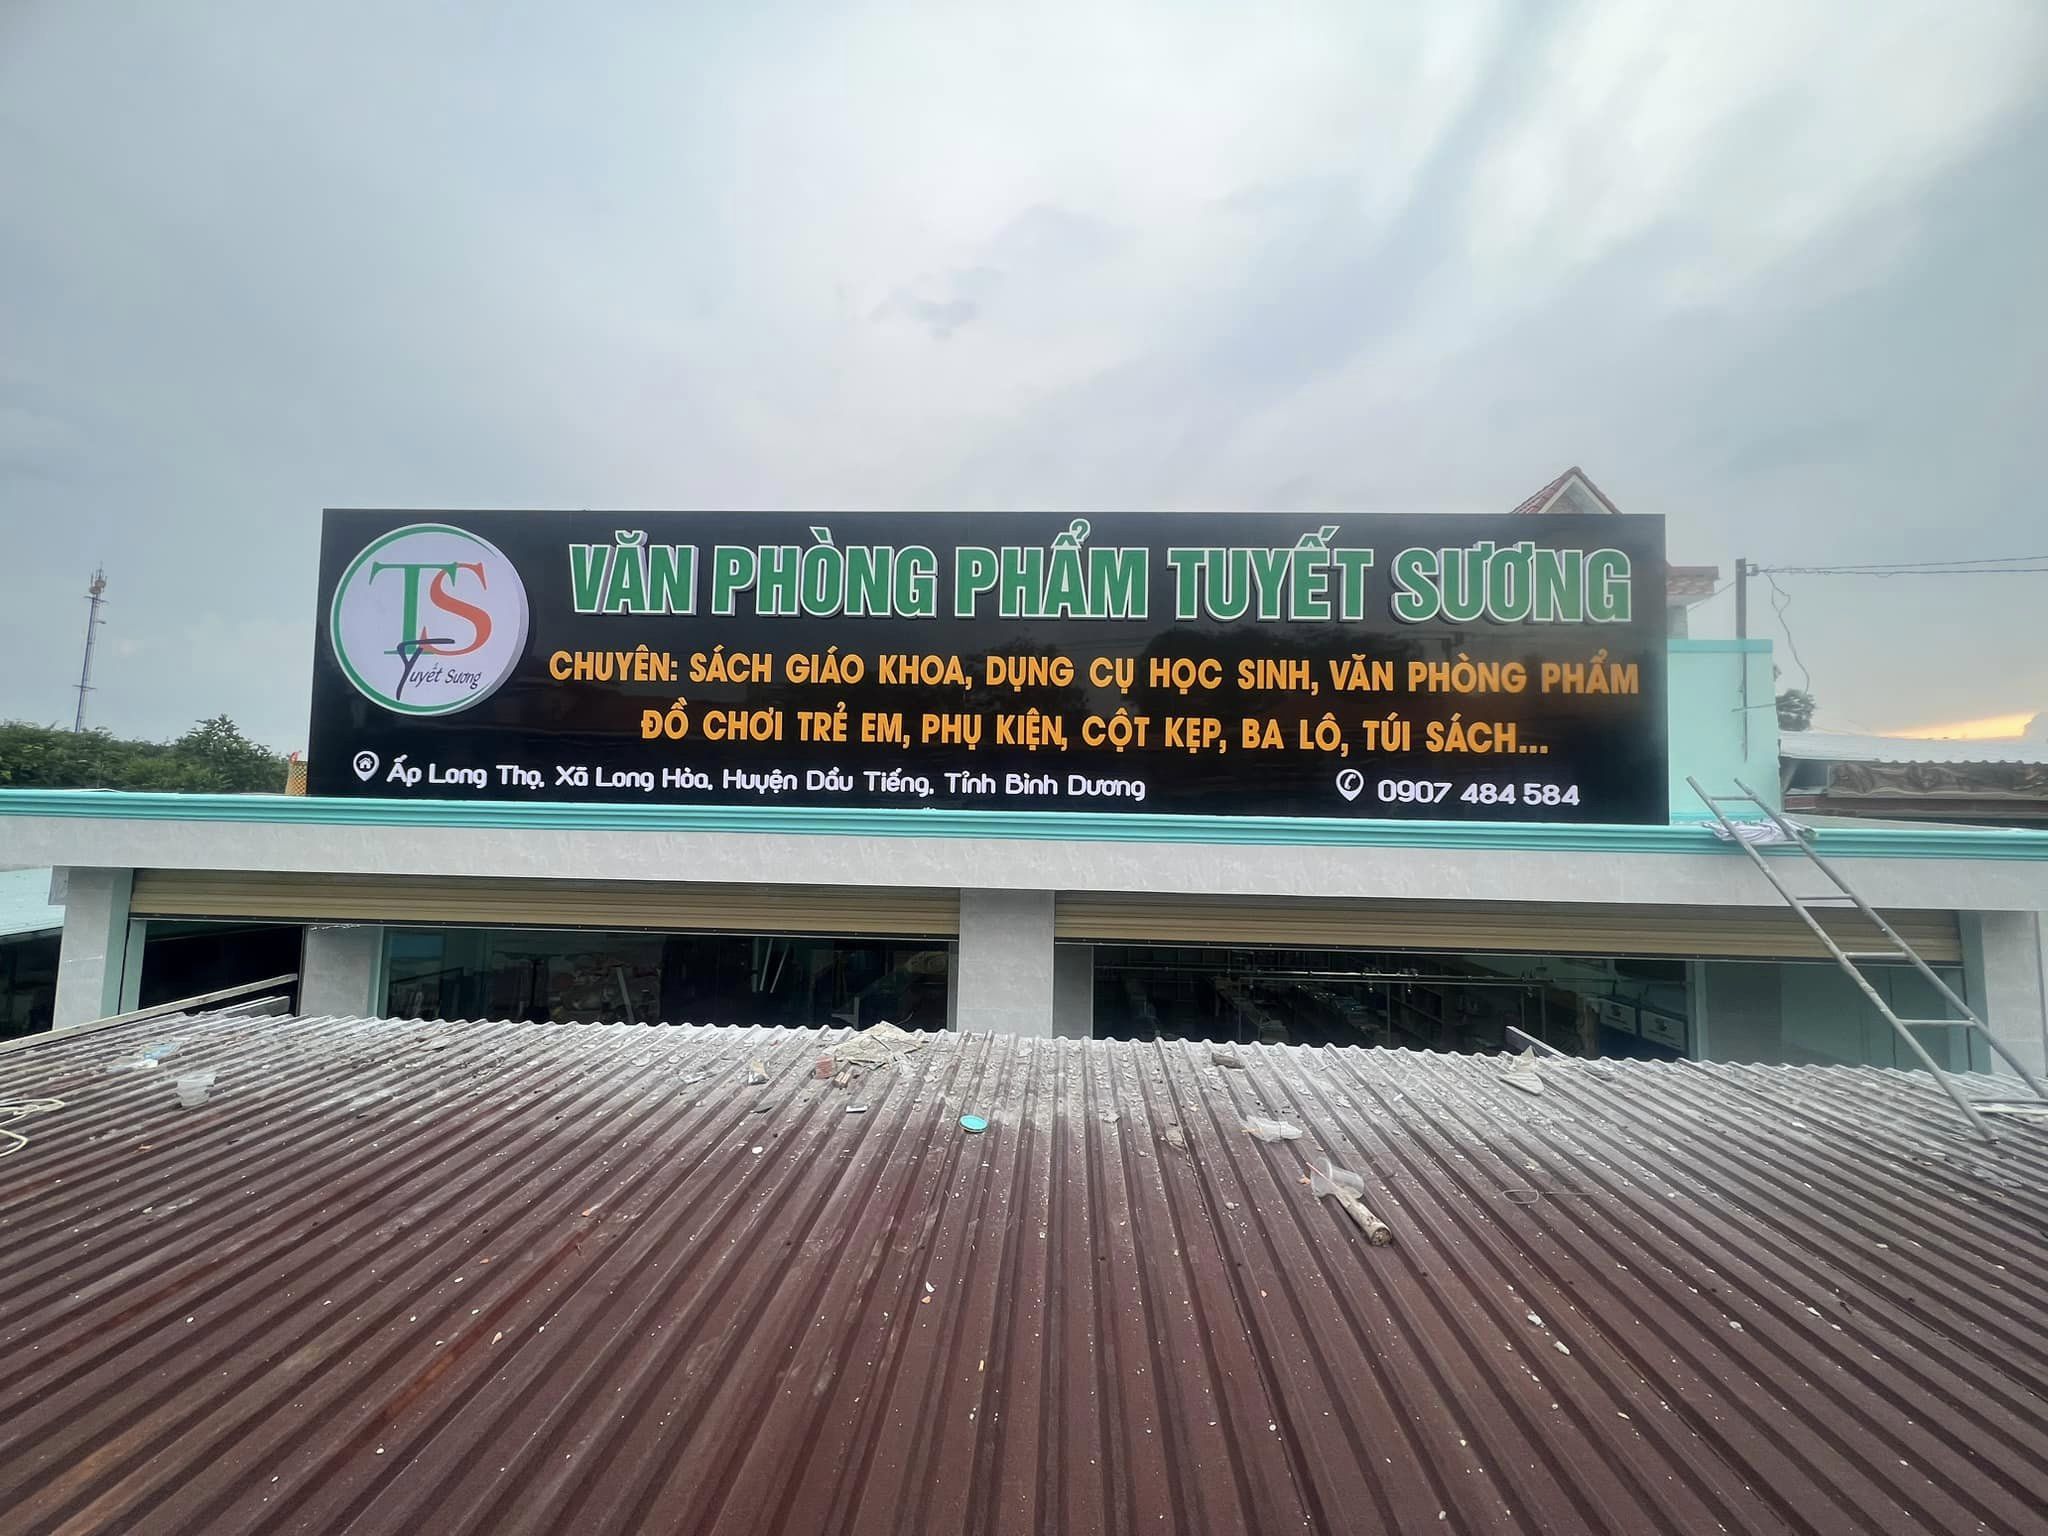 TS
Tuyết Sương
VĂN PHÒNG PHẨM TUYẾT SƯƠNG
CHUYÊN: SÁCH GIÁO KHOA, DỤNG CỤ HỌC SINH, VĂN PHÒNG PHẨM
ĐỒ CHƠI TRẺ EM, PHỤ KIỆN, CỘT KẸP, BA LÔ, TÚI SÁCH...
Ấp Long Thọ, Xã Long Hòa, Huyện Dầu Tiếng, Tỉnh Bình Dương
0907 484 584